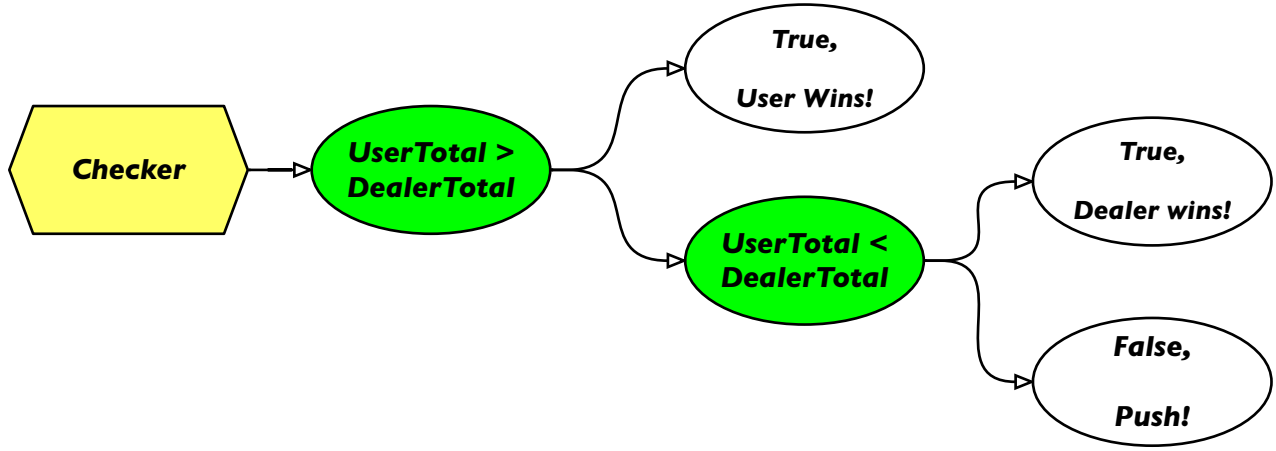 Checker
UserTotal >
DealerTotal
True,
User Wins!
UserTotal <
DealerTotal
True,
Dealer wins!
False,
Push!